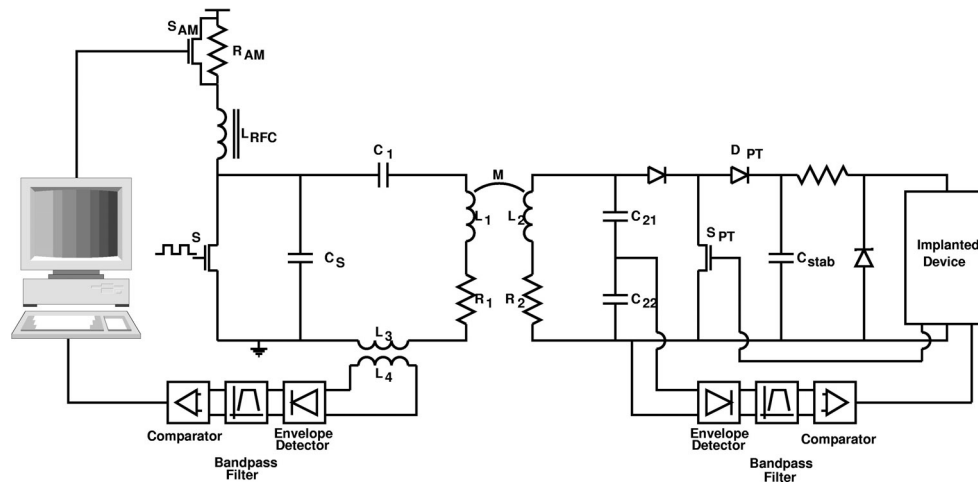 S AM
R AM
L RFC
C 1
M
D PT
S
C S
L 1
L 2
C 21
S PT
C stab
Implanted
Device
R 1
R 2
C 22
L 3
L 4
Comparator
Envelope
Detector
Bandpass
Filter
Envelope
Detector
Comparator
Bandpass
Filter